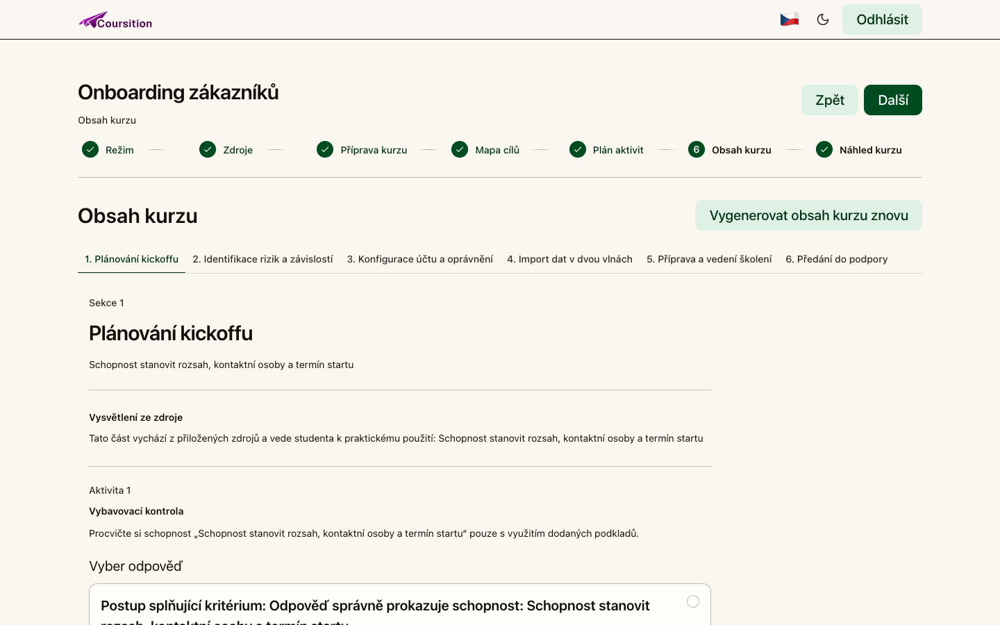 Coursition
Odhlásit
Onboarding zákazníků
Zpět
Další
Obsah kurzu
Režim
Zdroje
Příprava kurzu
Mapa cílů
Plán aktivit
6 Obsah kurzu
Náhled kurzu
Obsah kurzu
Vygenerovat obsah kurzu znovu
1. Plánování kickoffu
2. Identifikace rizik a závislostí
3. Konfigurace účtu a oprávnění
4. Import dat v dvou vlnách
5. Příprava a vedení školení
6. Předání do podpory
Sekce 1
Plánování kickoffu
Schopnost stanovit rozsah, kontaktní osoby a termín startu
Vysvětlení ze zdroje
Tato část vychází z přiložených zdrojů a vede studenta k praktickému použití: Schopnost stanovit rozsah, kontaktní osoby a termín startu
Aktivita 1
Vybavovací kontrola
Procvičte si schopnost „Schopnost stanovit rozsah, kontaktní osoby a termín startu“ pouze s využitím dodaných podkladů.
Vyber odpověď
Postup splňující kritérium: Odpověď správně prokazuje schopnost: Schopnost stanovit
rozsah, kontaktní osoby a termín startu